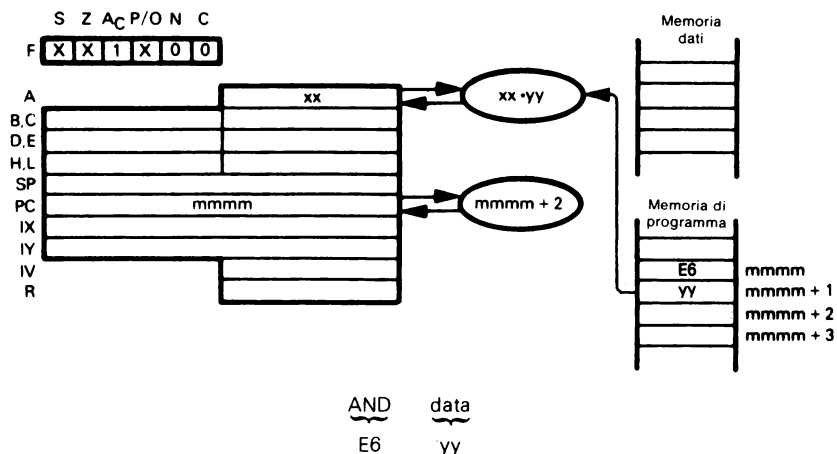 S Z AC P/O N C
F X X 1 X 0 0
Memoria
dati
A xx
xx · yy
B,C
D,E
H,L
SP
PC mmmm
mmmm + 2
IX
IY
IV
R
Memoria di
programma
E6 mmmm
yy mmmm + 1
mmmm + 2
mmmm + 3
AND data
E6 yy